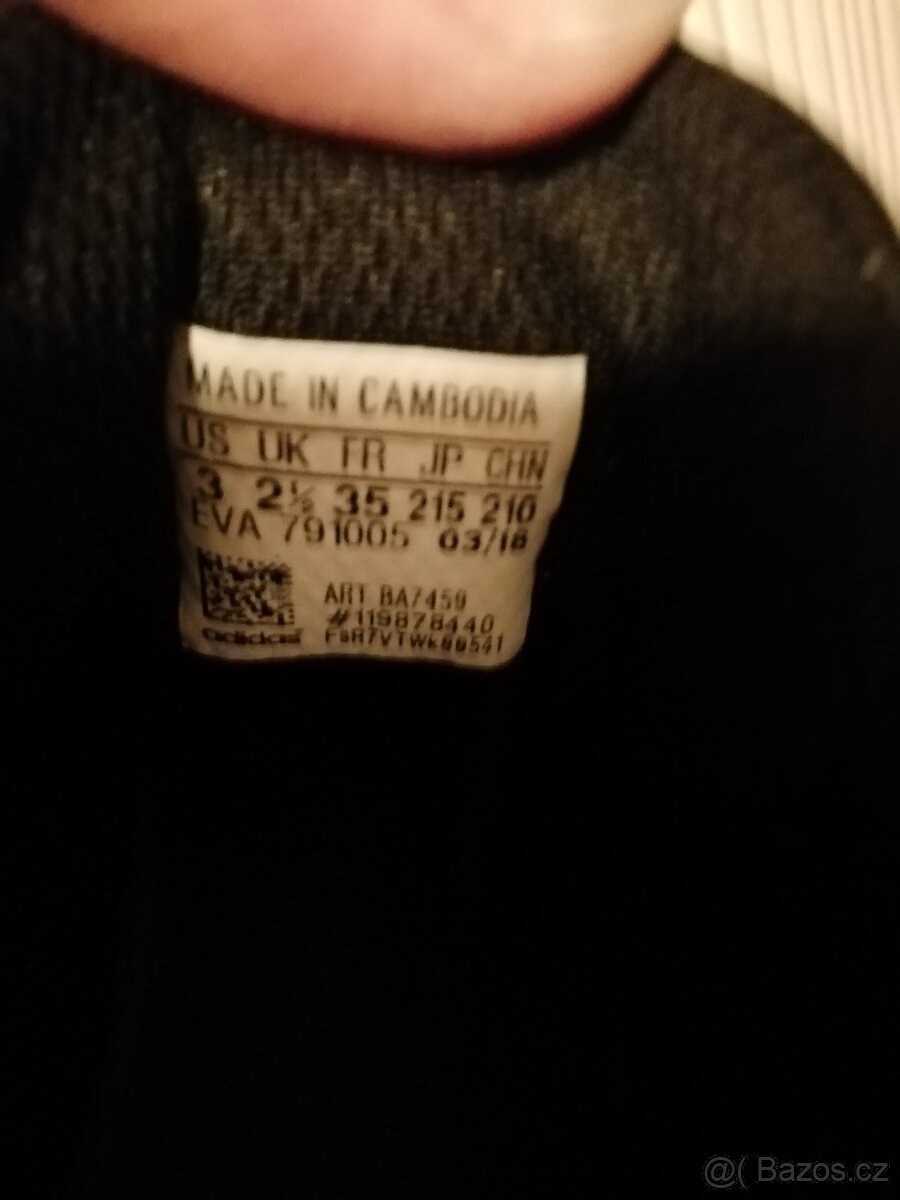 MADE IN CAMBODIA
US UK FR JP CHN
3 2½ 35 215 210
EVA 791005 03/18
ART BA7459
#119878440
adidas
@( Bazos.cz